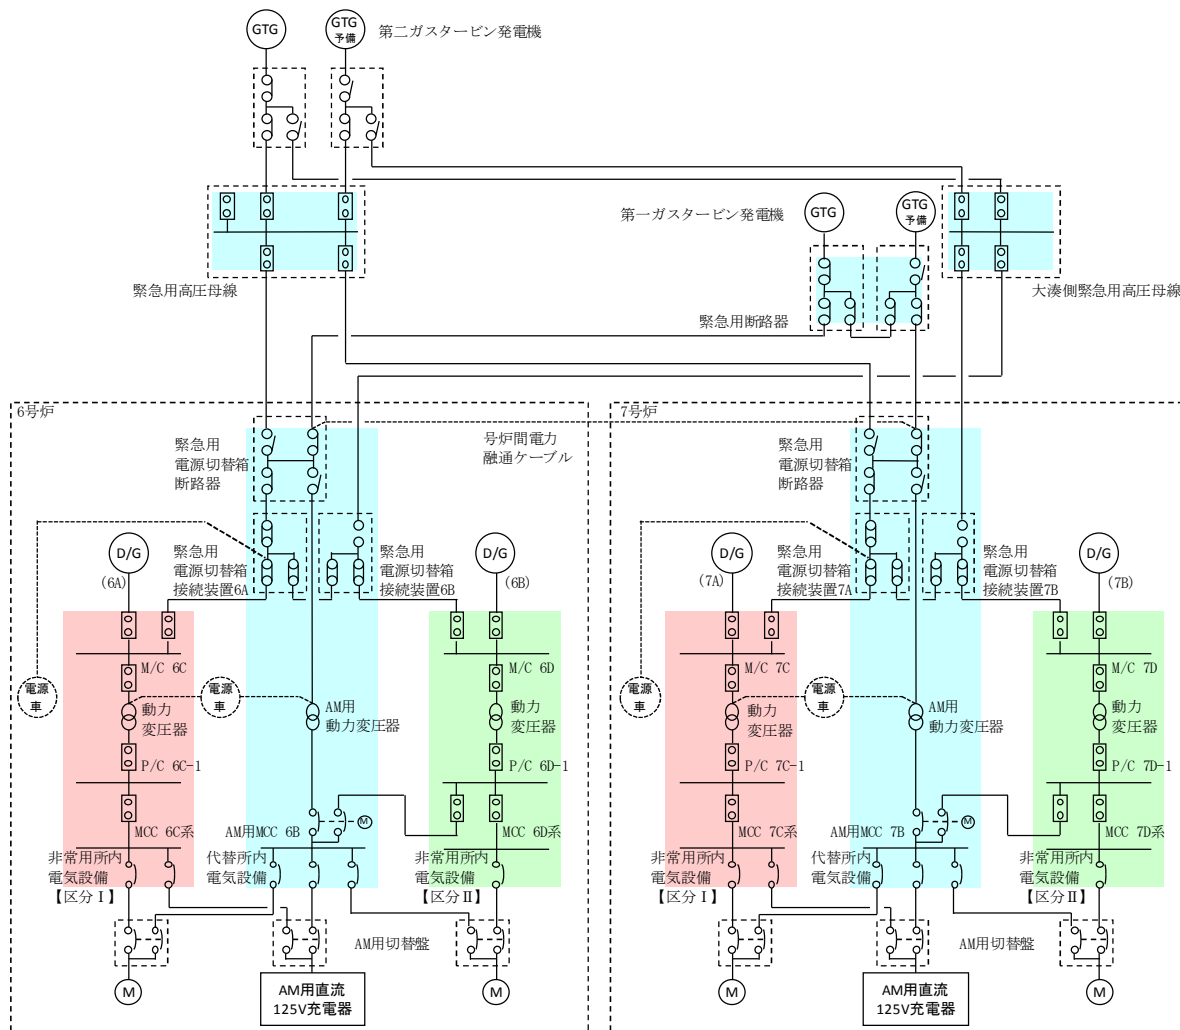 GTG
GTG
予備
第二ガスタービン発電機
第一ガスタービン発電機
GTG
GTG
予備
緊急用高圧母線
大湊側緊急用高圧母線
緊急用断路器
6号炉
緊急用
電源切替箱
断路器
号炉間電力
融通ケーブル
D/G
(6A)
緊急用
電源切替箱
接続装置6A
緊急用
電源切替箱
接続装置6B
D/G
(6B)
M/C 6C
M/C 6D
電源
車
電源
車
動力
変圧器
AM用
動力変圧器
動力
変圧器
P/C 6C-1
P/C 6D-1
MCC 6C系
AM用MCC 6B
M
MCC 6D系
非常用所内
電気設備
【区分Ⅰ】
代替所内
電気設備
非常用所内
電気設備
【区分Ⅱ】
AM用切替盤
M
AM用直流
125V充電器
M
7号炉
緊急用
電源切替箱
断路器
D/G
(7A)
緊急用
電源切替箱
接続装置7A
緊急用
電源切替箱
接続装置7B
D/G
(7B)
M/C 7C
M/C 7D
電源
車
電源
車
動力
変圧器
AM用
動力変圧器
動力
変圧器
P/C 7C-1
P/C 7D-1
MCC 7C系
AM用MCC 7B
M
MCC 7D系
非常用所内
電気設備
【区分Ⅰ】
代替所内
電気設備
非常用所内
電気設備
【区分Ⅱ】
AM用切替盤
M
AM用直流
125V充電器
M